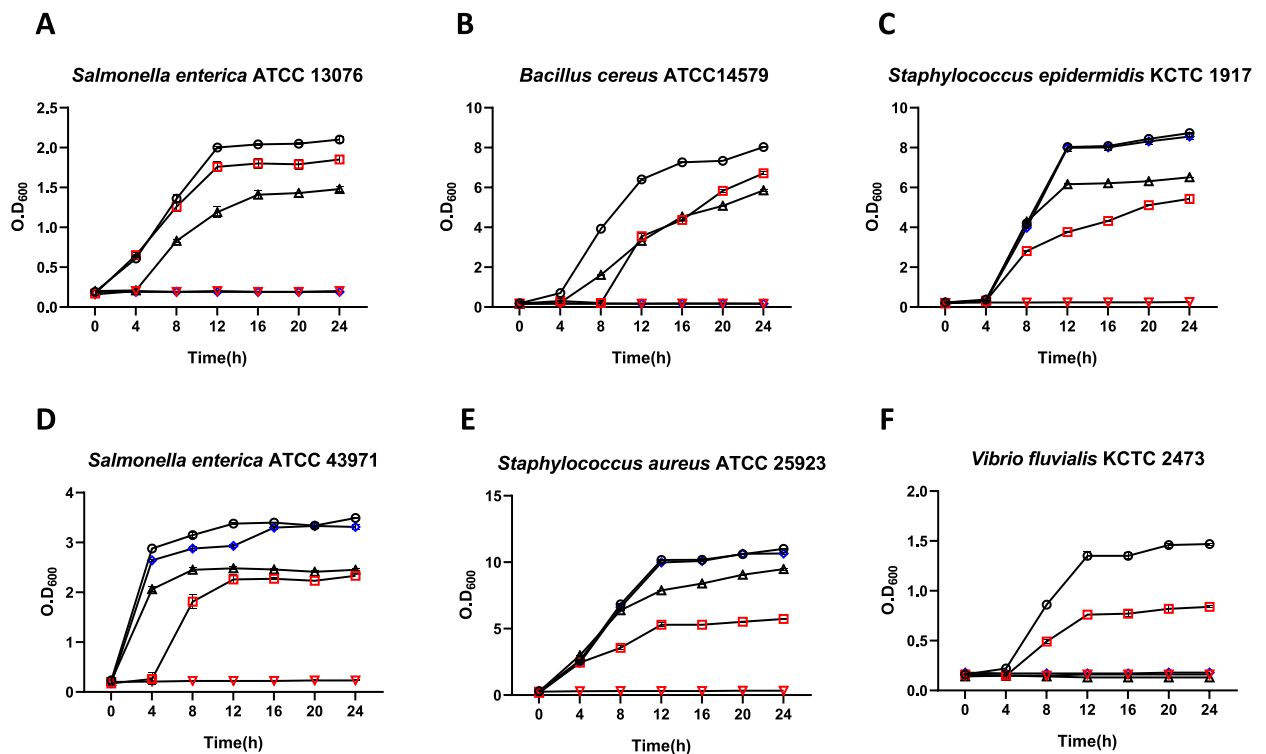 A
Salmonella enterica ATCC 13076
2.5
2.0
1.5
1.0
0.5
0.0
O.D600
0 4 8 12 16 20 24
Time(h)
B
Bacillus cereus ATCC14579
10
8
6
4
2
0
O.D600
0 4 8 12 16 20 24
Time(h)
C
Staphylococcus epidermidis KCTC 1917
10
8
6
4
2
0
O.D600
0 4 8 12 16 20 24
Time(h)
D
Salmonella enterica ATCC 43971
4
3
2
1
0
O.D600
0 4 8 12 16 20 24
Time(h)
E
Staphylococcus aureus ATCC 25923
15
10
5
0
O.D600
0 4 8 12 16 20 24
Time(h)
F
Vibrio fluvialis KCTC 2473
2.0
1.5
1.0
0.5
0.0
O.D600
0 4 8 12 16 20 24
Time(h)